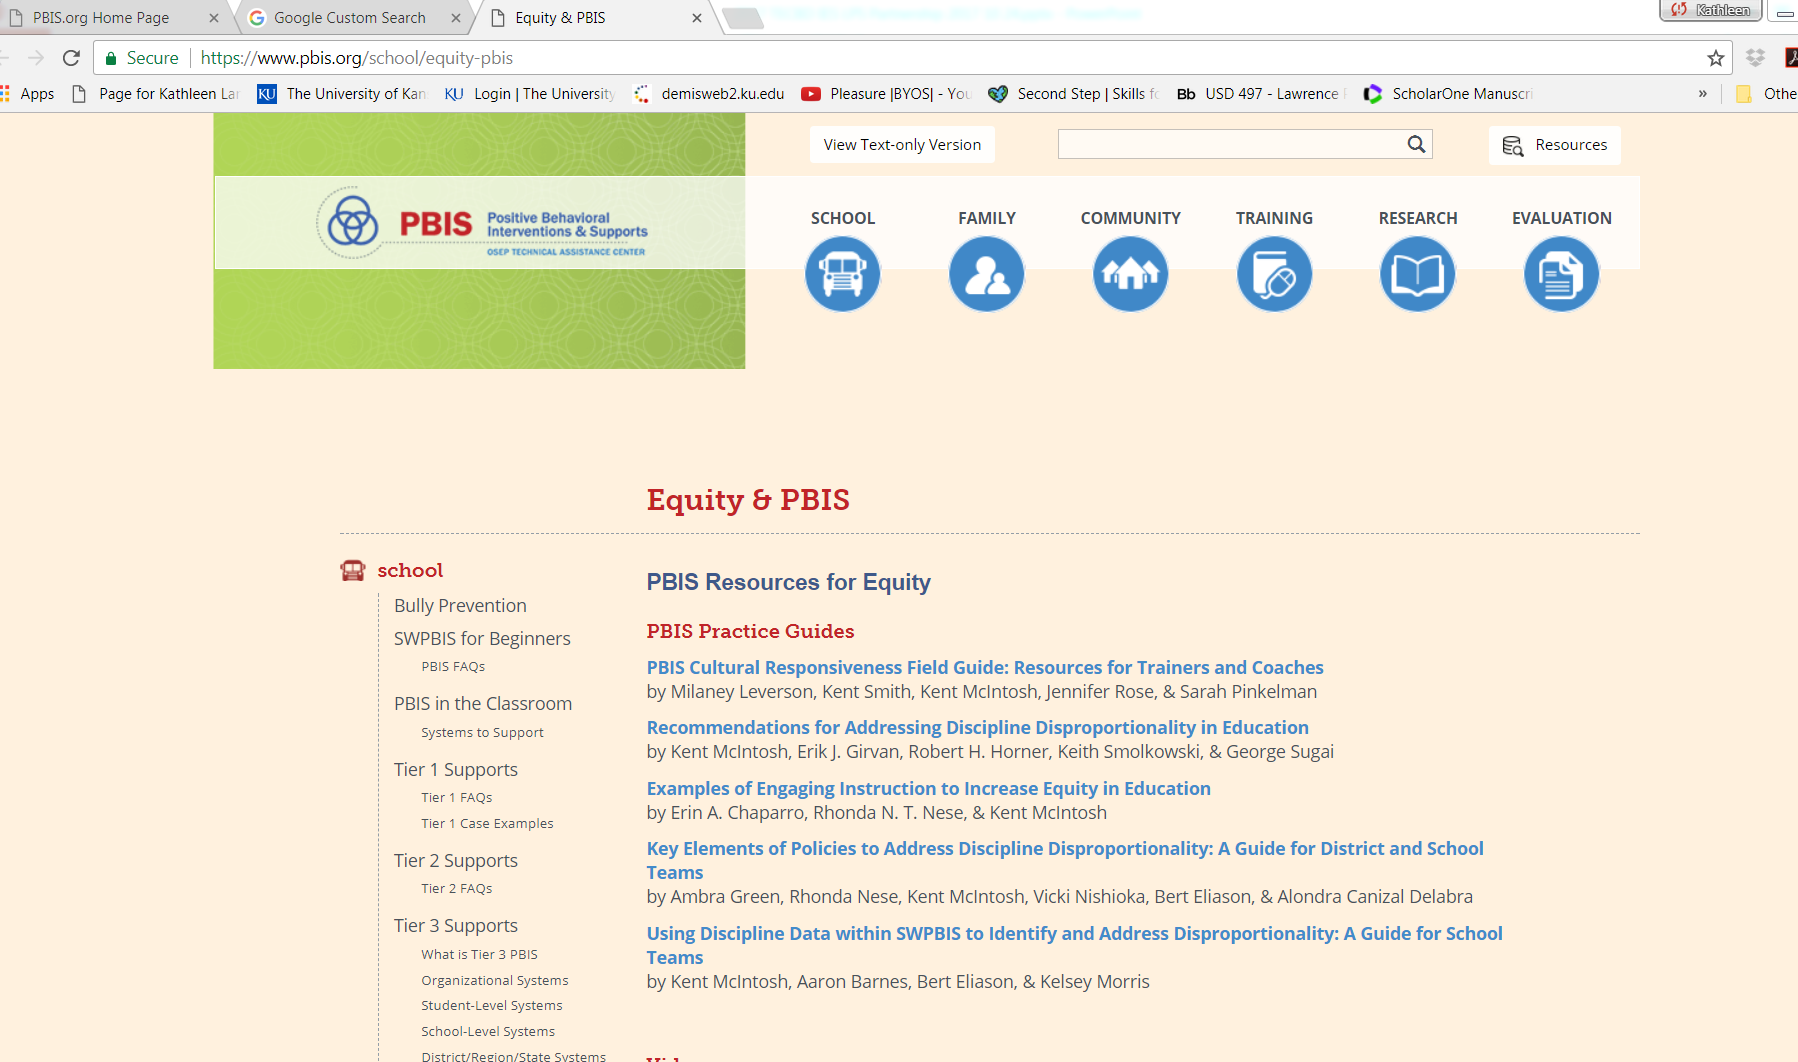 PBIS.org Home Page
Google Custom Search
Equity & PBIS
Kathleen
Secure
https://www.pbis.org/school/equity-pbis
Apps
Page for Kathleen Lar
The University of Kan
KU Login | The University
demisweb2.ku.edu
Pleasure |BYOS| - You
Second Step | Skills fo
Bb USD 497 - Lawrence
ScholarOne Manuscri
»
Othe
View Text-only Version
Resources
PBIS
Positive Behavioral
Interventions & Supports
OSEP TECHNICAL ASSISTANCE CENTER
SCHOOL
FAMILY
COMMUNITY
TRAINING
RESEARCH
EVALUATION
Equity & PBIS
school
Bully Prevention
SWPBIS for Beginners
PBIS FAQs
PBIS in the Classroom
Systems to Support
Tier 1 Supports
Tier 1 FAQs
Tier 1 Case Examples
Tier 2 Supports
Tier 2 FAQs
Tier 3 Supports
What is Tier 3 PBIS
Organizational Systems
Student-Level Systems
School-Level Systems
District/Region/State Systems
PBIS Resources for Equity
PBIS Practice Guides
PBIS Cultural Responsiveness Field Guide: Resources for Trainers and Coaches
by Milaney Leverson, Kent Smith, Kent McIntosh, Jennifer Rose, & Sarah Pinkelman
Recommendations for Addressing Discipline Disproportionality in Education
by Kent McIntosh, Erik J. Girvan, Robert H. Horner, Keith Smolkowski, & George Sugai
Examples of Engaging Instruction to Increase Equity in Education
by Erin A. Chaparro, Rhonda N. T. Nese, & Kent McIntosh
Key Elements of Policies to Address Discipline Disproportionality: A Guide for District and School
Teams
by Ambra Green, Rhonda Nese, Kent McIntosh, Vicki Nishioka, Bert Eliason, & Alondra Canizal Delabra
Using Discipline Data within SWPBIS to Identify and Address Disproportionality: A Guide for School
Teams
by Kent McIntosh, Aaron Barnes, Bert Eliason, & Kelsey Morris